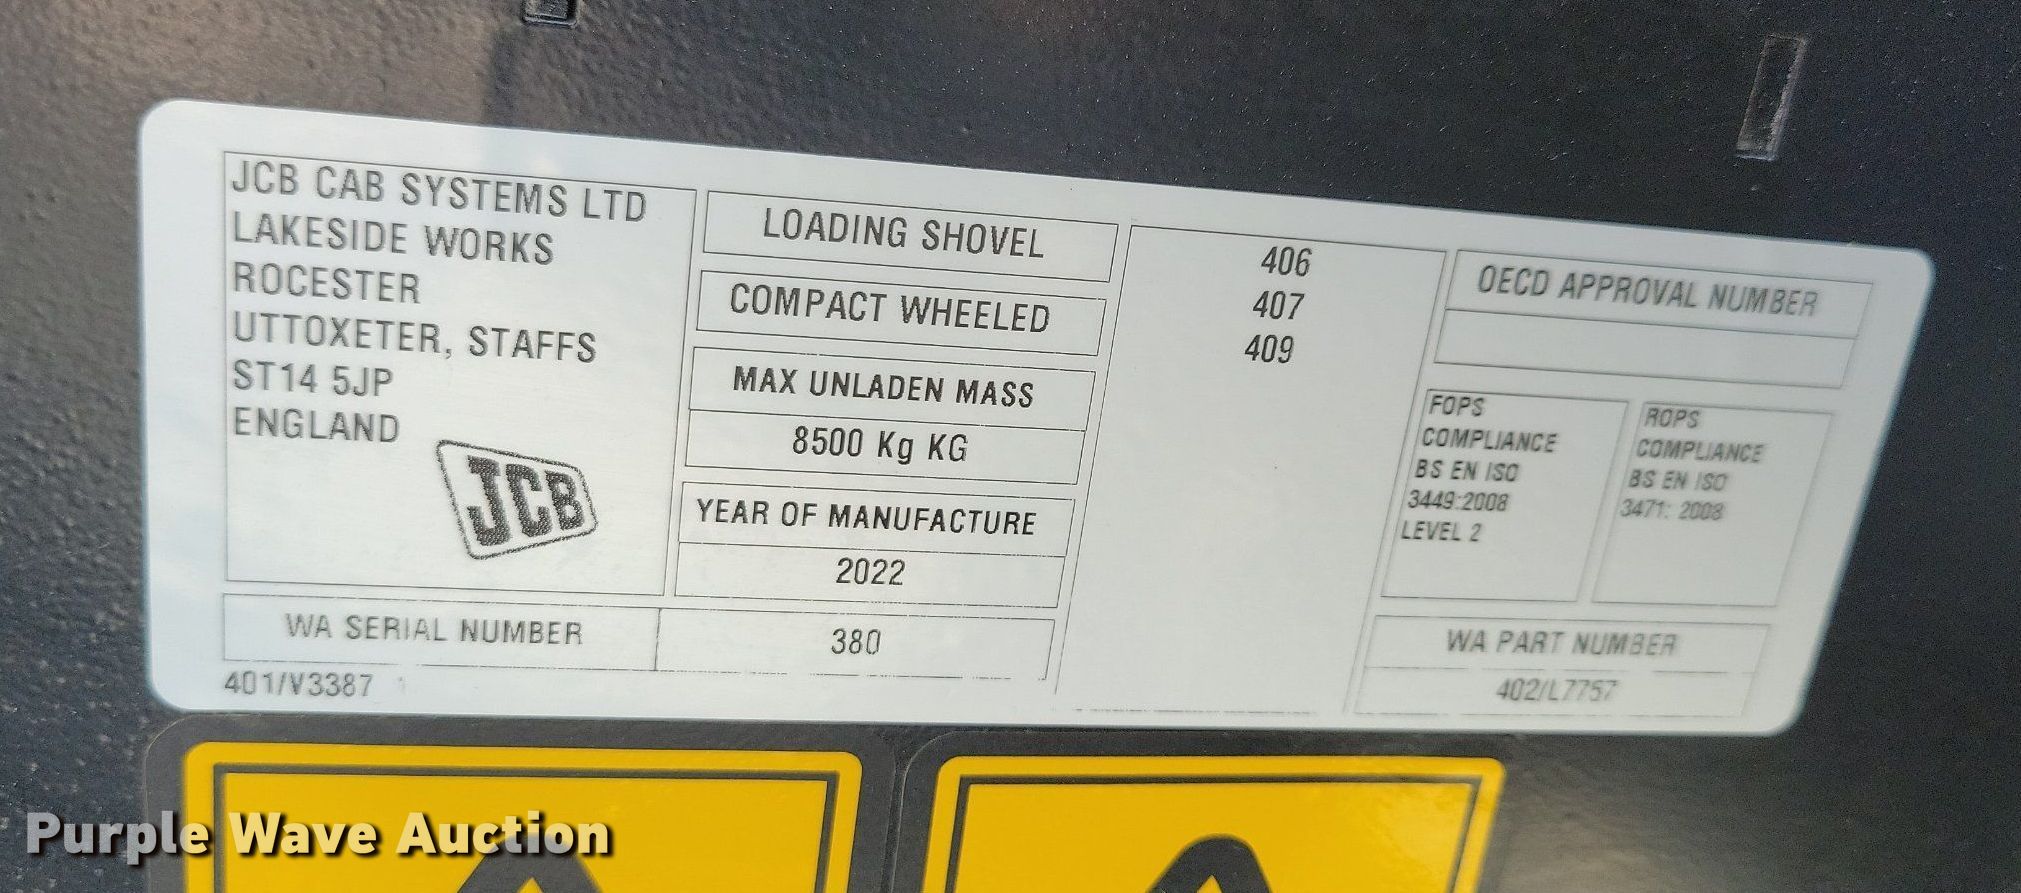 JCB CAB SYSTEMS LTD
LAKESIDE WORKS
ROCESTER
UTTOXETER, STAFFS
ST14 5JP
ENGLAND
JCB
WA SERIAL NUMBER
380
401/V3387
LOADING SHOVEL
COMPACT WHEELED
MAX UNLADEN MASS
8500 Kg KG
YEAR OF MANUFACTURE
2022
406
407
409
OECD APPROVAL NUMBER
FOPS
COMPLIANCE
BS EN ISO
3449:2008
LEVEL 2
ROPS
COMPLIANCE
BS EN ISO
3471: 2008
WA PART NUMBER
402/L7757
Purple Wave Auction